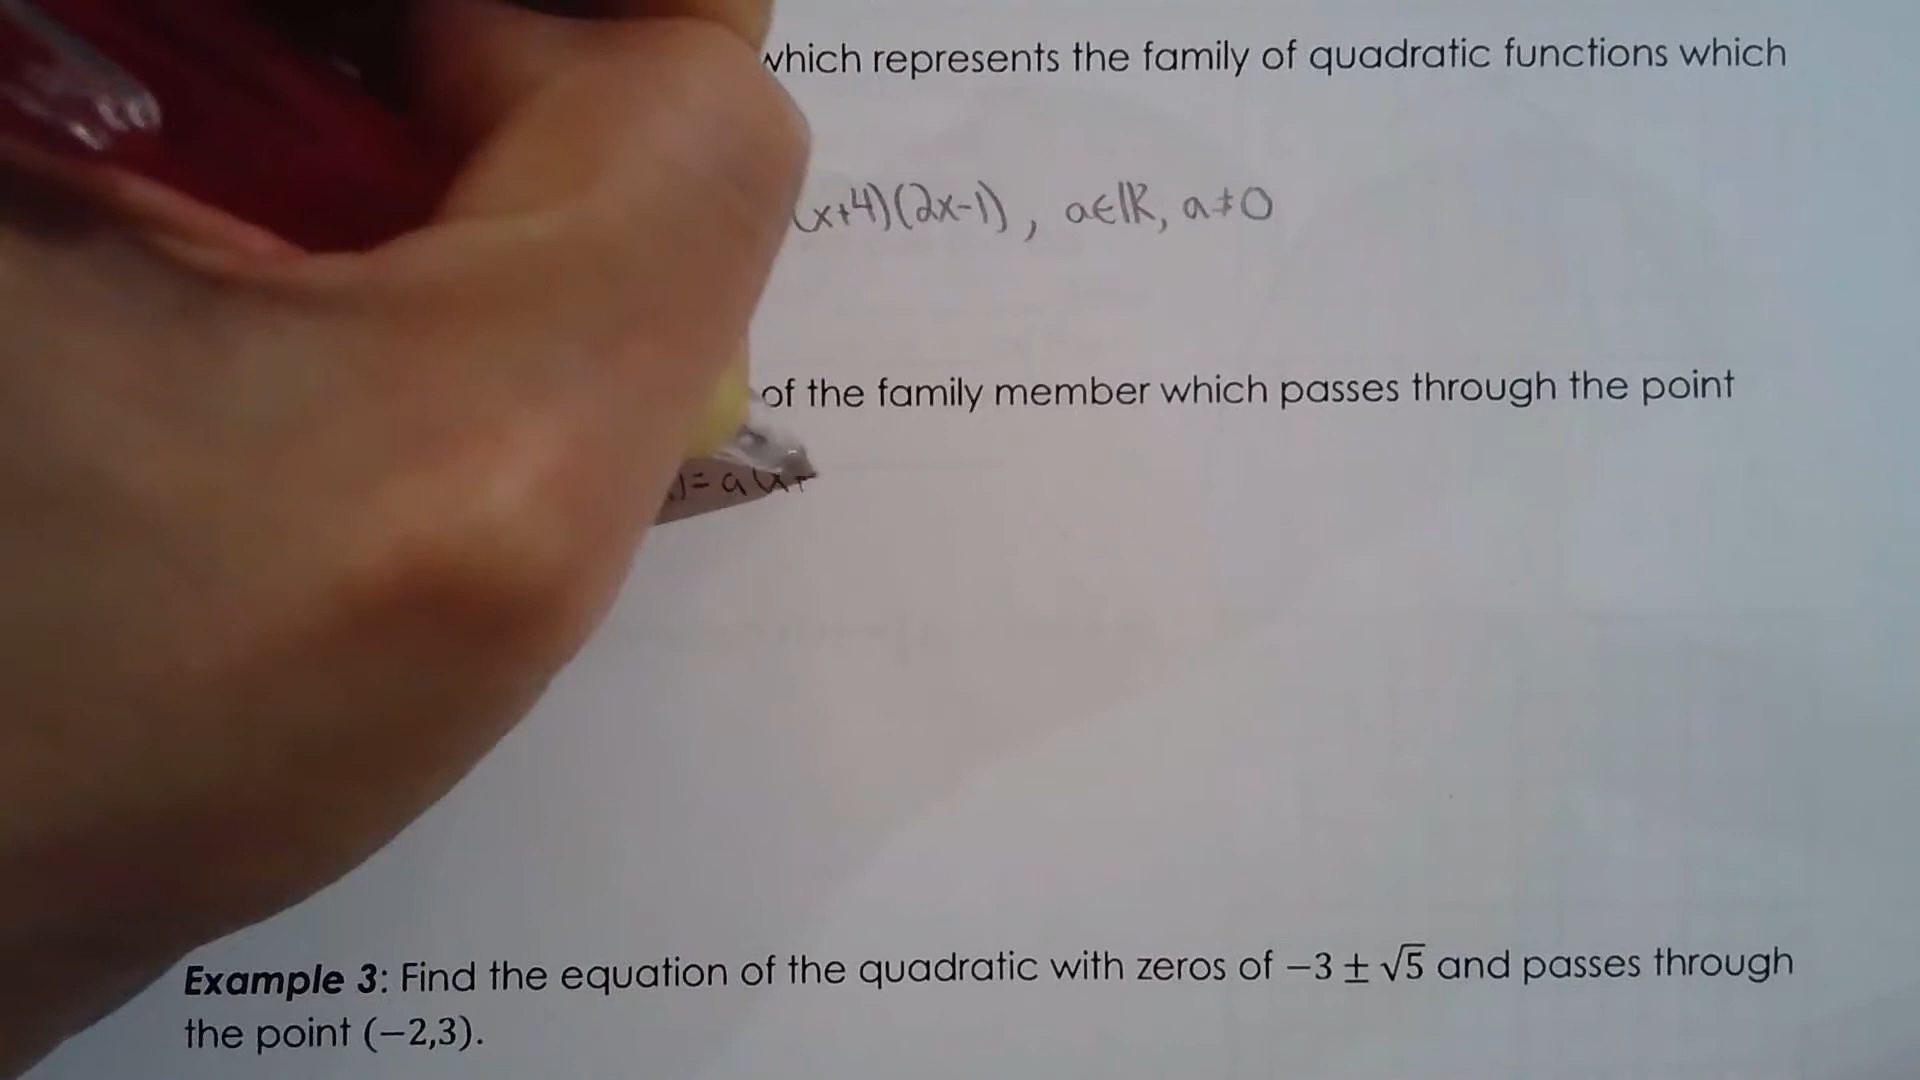 which represents the family of quadratic functions which
(x+4)(2x-1), a∈ℝ, a≠0
of the family member which passes through the point
)= a(x+
Example 3: Find the equation of the quadratic with zeros of −3 ± √5 and passes through
the point (−2,3).